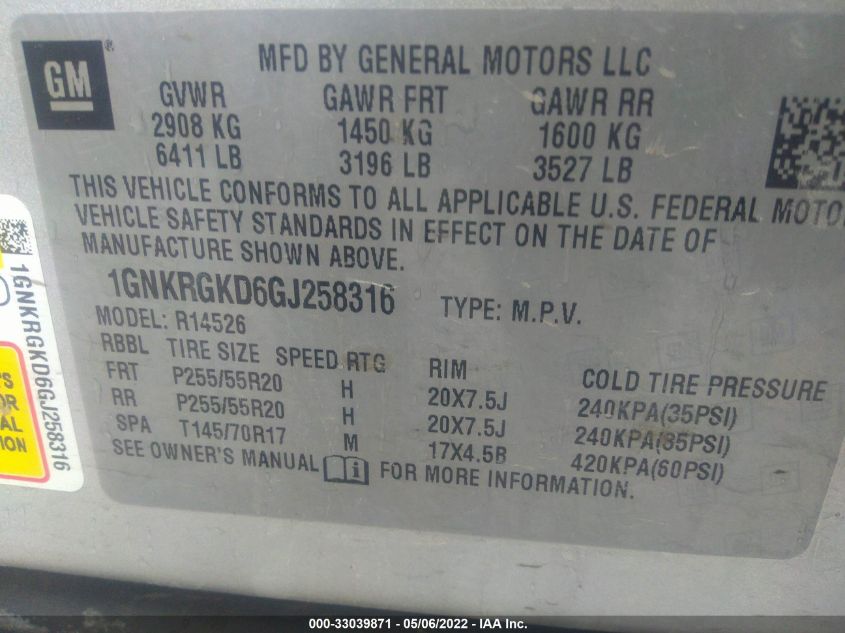 GM ®
MFD BY GENERAL MOTORS LLC
GVWR GAWR FRT GAWR RR
2908 KG 1450 KG 1600 KG
6411 LB 3196 LB 3527 LB
THIS VEHICLE CONFORMS TO ALL APPLICABLE U.S. FEDERAL MOTO
VEHICLE SAFETY STANDARDS IN EFFECT ON THE DATE OF
MANUFACTURE SHOWN ABOVE.
1GNKRGKD6GJ258316 TYPE: M.P.V.
MODEL: R14526
RBBL TIRE SIZE SPEED RTG RIM COLD TIRE PRESSURE
FRT P255/55R20 H 20X7.5J 240KPA(35PSI)
RR P255/55R20 H 20X7.5J 240KPA(35PSI)
SPA T145/70R17 M 17X4.5B 420KPA(60PSI)
SEE OWNER'S MANUAL i FOR MORE INFORMATION.
1GNKRGKD6GJ258316
'S
OR
AL
TION
000-33039871 - 05/06/2022 - IAA Inc.